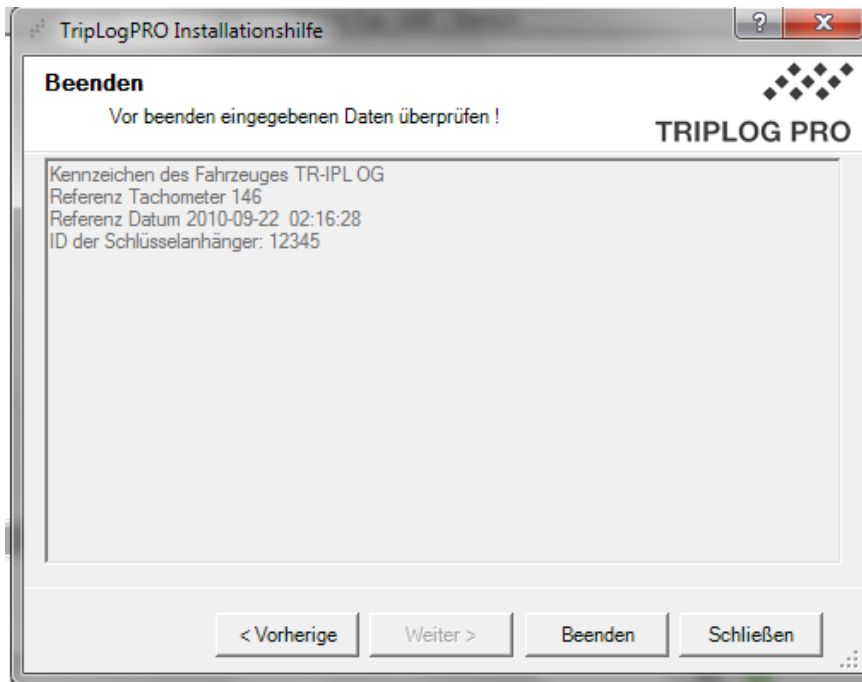 TripLogPRO Installationshilfe
?
X
Beenden
Vor beenden eingegebenen Daten überprüfen !
TRIPLOG PRO
Kennzeichen des Fahrzeuges TR-IPL OG
Referenz Tachometer 146
Referenz Datum 2010-09-22 02:16:28
ID der Schlüsselanhänger: 12345
< Vorherige
Weiter >
Beenden
Schließen